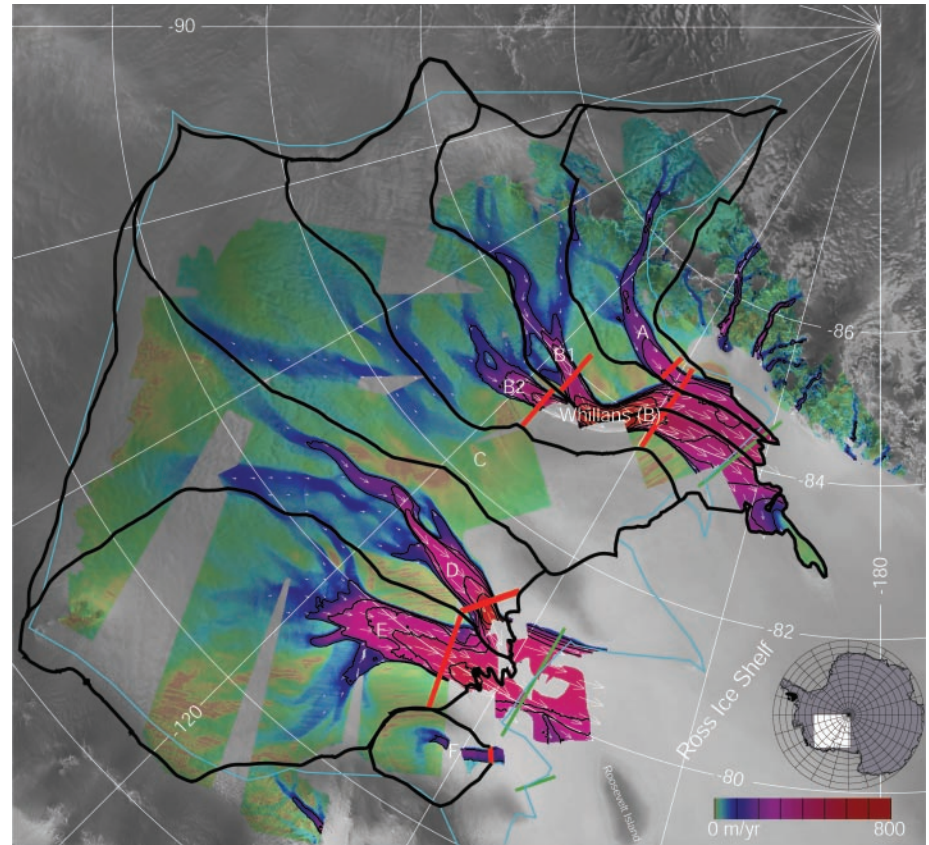 -90
-86
A
B1
B2
Whillans (B)
C
-84
-180
D
-82
E
Ross Ice Shelf
-120
F
-80
Roosevelt Island
0 m/yr 800